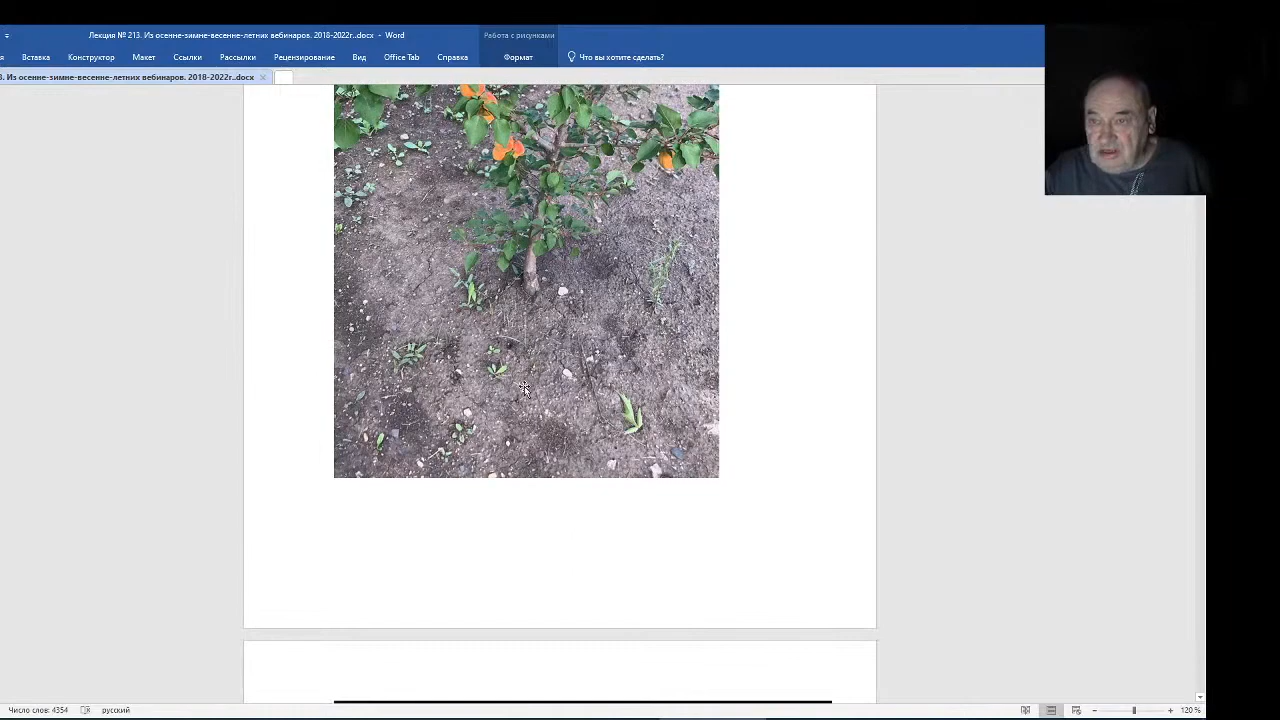 Лекция № 213. Из осенне-зимне-весенне-летних вебинаров. 2018-2022г..docx - Word
Работа с рисунками
Вставка Конструктор Макет Ссылки Рассылки Рецензирование Вид Office Tab Справка Формат Что вы хотите сделать?
3. Из осенне-зимне-весенне-летних вебинаров. 2018-2022г..docx
Число слов: 4354 русский 120 %